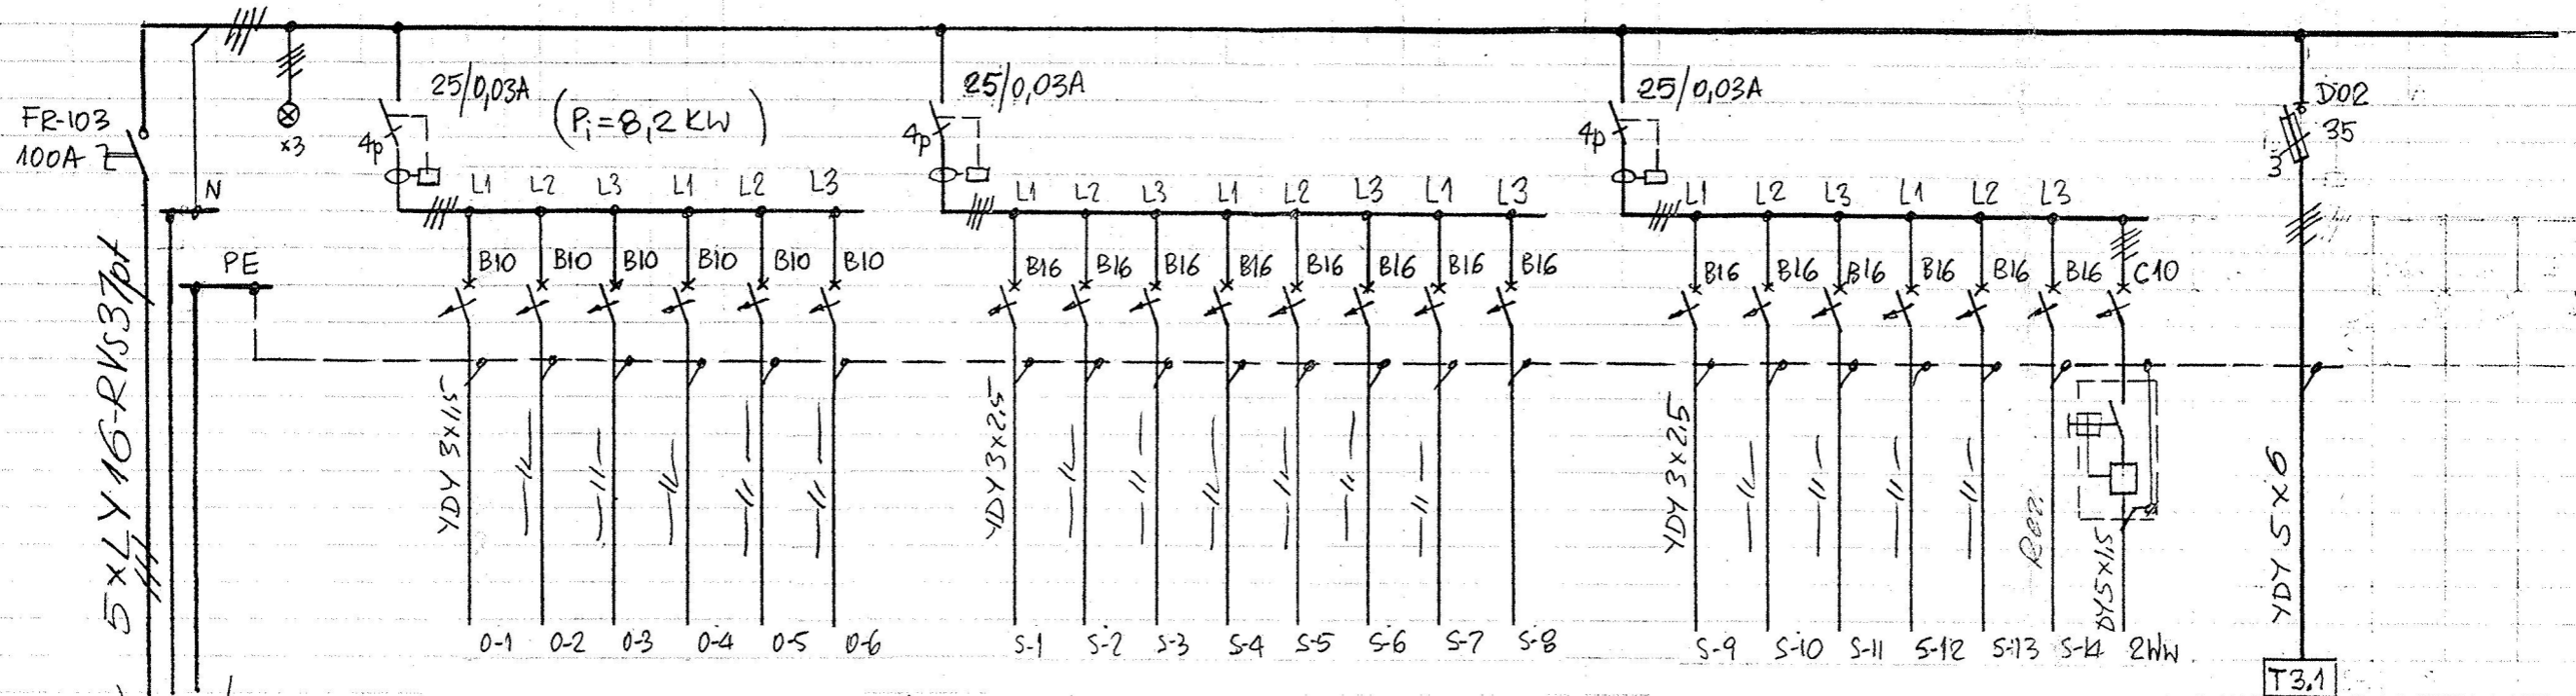 FR-103
100A
N
PE
5xLY16-RVS37pt
x3
25/0,03A
(Pi=8,2 KW)
4p
L1 L2 L3 L1 L2 L3
B10 B10 B10 B10 B10 B10
YDY 3x1,5
—"— —"— —"— —"— —"—
0-1 0-2 0-3 0-4 0-5 0-6
25/0,03A
4p
L1 L2 L3 L1 L2 L3 L1 L3
B16 B16 B16 B16 B16 B16 B16 B16
YDY 3x2,5
—"— —"— —"— —"— —"— —"—
S-1 S-2 S-3 S-4 S-5 S-6 S-7 S-8
25/0,03A
4p
L1 L2 L3 L1 L2 L3
B16 B16 B16 B16 B16 B16 C10
YDY 3x2,5
—"— —"— —"— —"—
Rez.
DY5x1,5
S-9 S-10 S-11 S-12 S-13 S-14 2WW
D02
35
3
YDY 5x6
T3.1